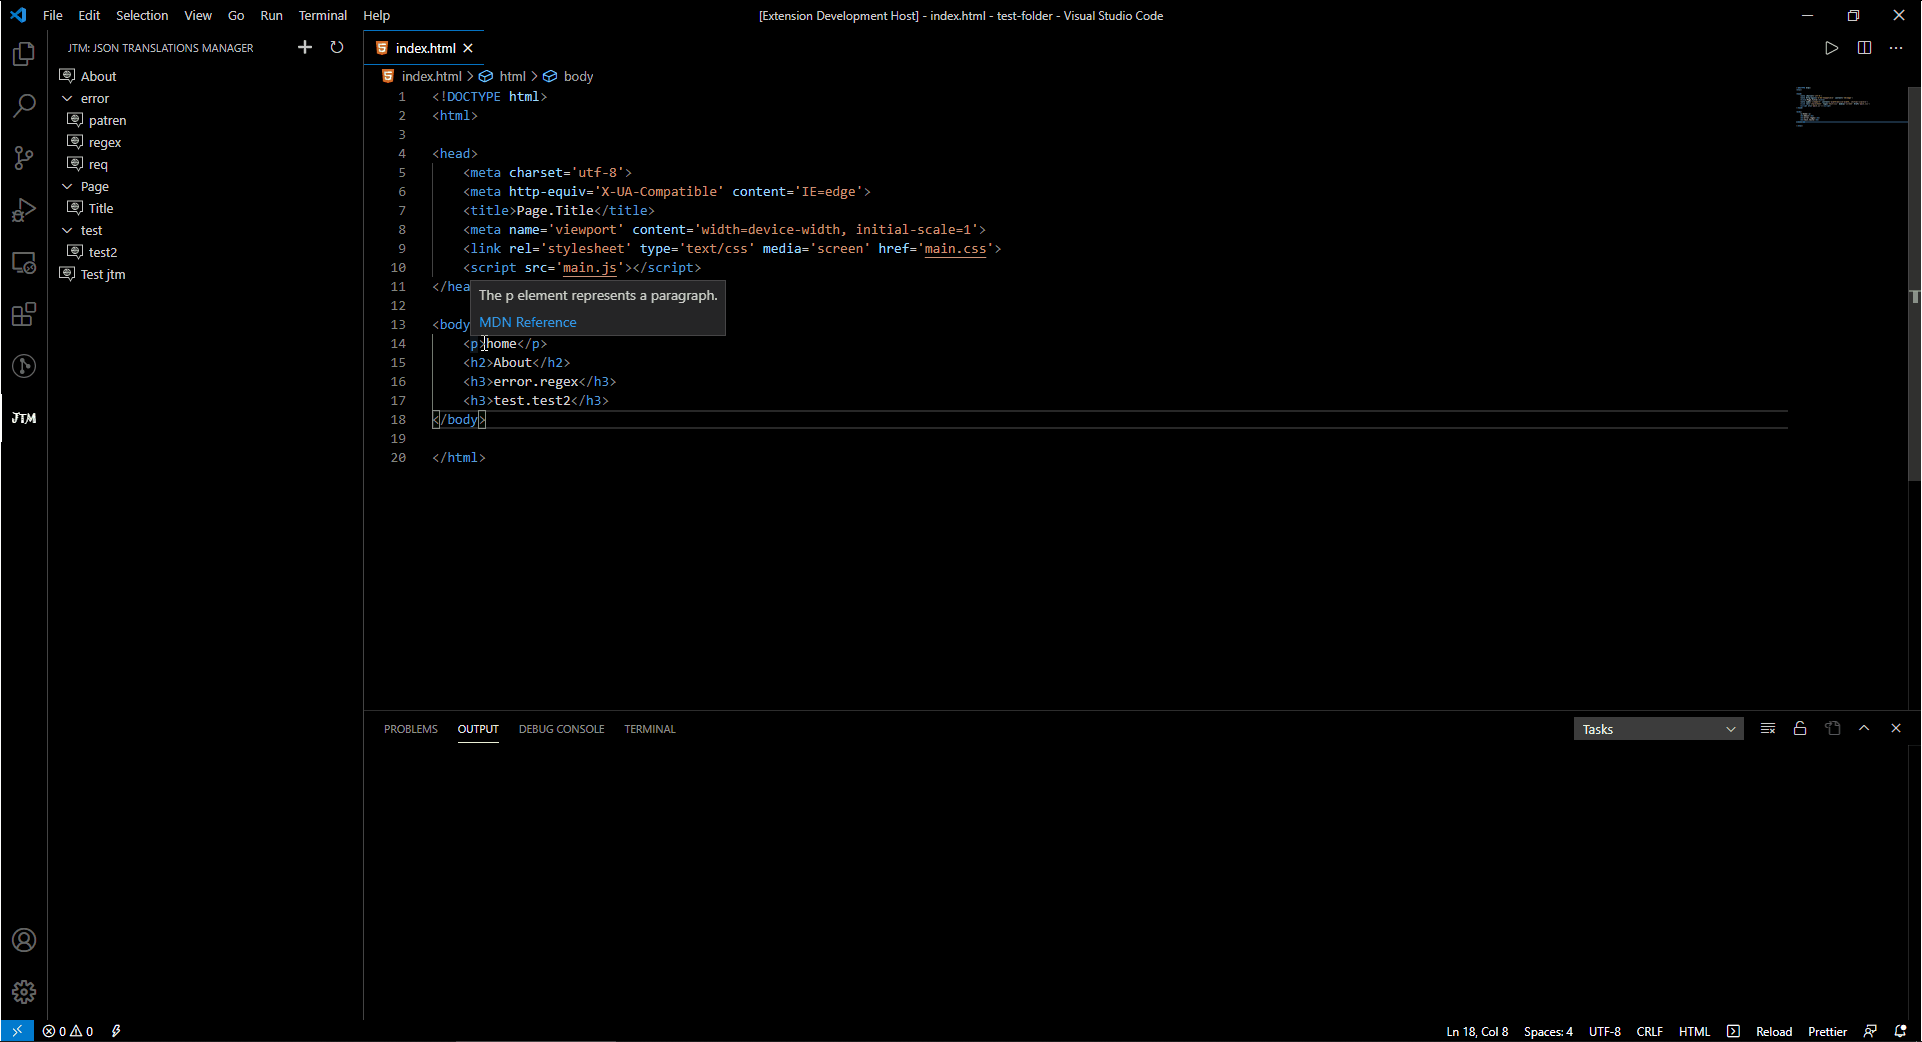 File Edit Selection View Go Run Terminal Help
[Extension Development Host] - index.html - test-folder - Visual Studio Code
JTM: JSON TRANSLATIONS MANAGER
About
error
patren
regex
req
Page
Title
test
test2
Test jtm
JTM
index.html
index.html > html > body
1 <!DOCTYPE html>
2 <html>
3
4 <head>
5 <meta charset='utf-8'>
6 <meta http-equiv='X-UA-Compatible' content='IE=edge'>
7 <title>Page.Title</title>
8 <meta name='viewport' content='width=device-width, initial-scale=1'>
9 <link rel='stylesheet' type='text/css' media='screen' href='main.css'>
10 <script src='main.js'></script>
11 </hea
The p element represents a paragraph.
12
MDN Reference
13 <body
14 <p>home</p>
15 <h2>About</h2>
16 <h3>error.regex</h3>
17 <h3>test.test2</h3>
18 </body>
19
20 </html>
PROBLEMS OUTPUT DEBUG CONSOLE TERMINAL
Tasks
0 0
Ln 18, Col 8 Spaces: 4 UTF-8 CRLF HTML Reload Prettier